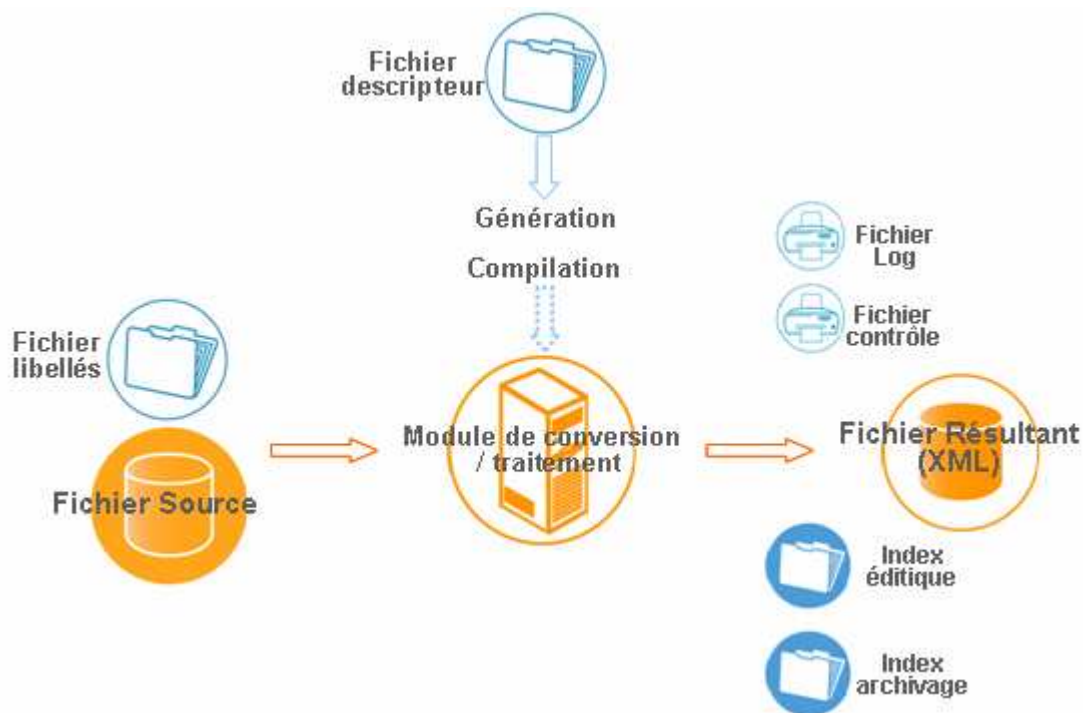 Fichier
descripteur
Génération
Compilation
Fichier
Log
Fichier
contrôle
Fichier
libellés
Module de conversion
/ traitement
Fichier Source
Fichier Résultant
(XML)
Index
éditique
Index
archivage